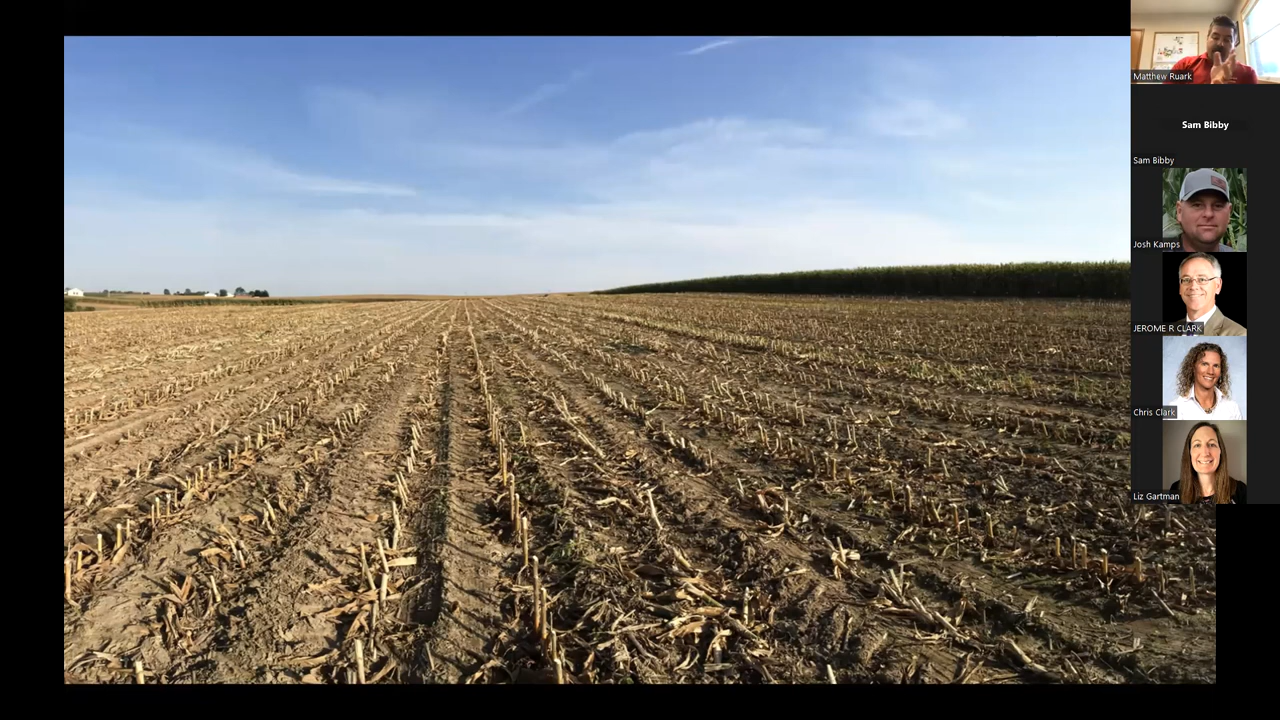 Matthew Ruark
Sam Bibby
Sam Bibby
Josh Kamps
JEROME R CLARK
Chris Clark
Liz Gartman